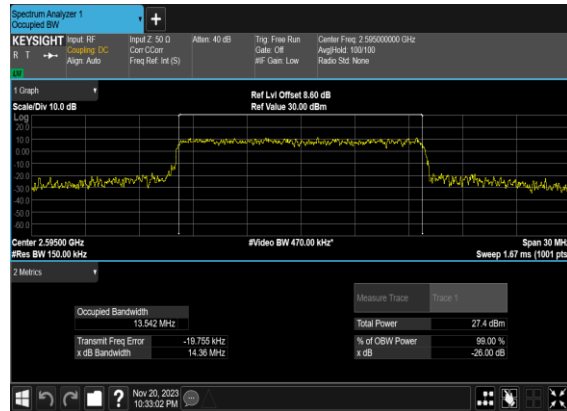 Spectrum Analyzer 1
Occupied BW
+
KEYSIGHT Input: RF Input Z: 50 Ω Atten: 40 dB Trig: Free Run Center Freq: 2.595000000 GHz
R T Coupling: DC Corr CCorr Gate: Off Avg|Hold: 100/100
Align: Auto Freq Ref: Int (S) #IF Gain: Low Radio Std: None
1 Graph
Ref Lvl Offset 8.60 dB
Scale/Div 10.0 dB Ref Value 30.00 dBm
Log
20.0
10.0
0.00
-10.0
-20.0
-30.0
-40.0
-50.0
-60.0
Center 2.59500 GHz #Video BW 470.00 kHz* Span 30 MHz
#Res BW 150.00 kHz Sweep 1.67 ms (1001 pts)
2 Metrics
Measure Trace Trace 1
Occupied Bandwidth
13.542 MHz Total Power 27.4 dBm
Transmit Freq Error -19.755 kHz % of OBW Power 99.00 %
x dB Bandwidth 14.36 MHz x dB -26.00 dB
? Nov 20, 2023
10:33:02 PM